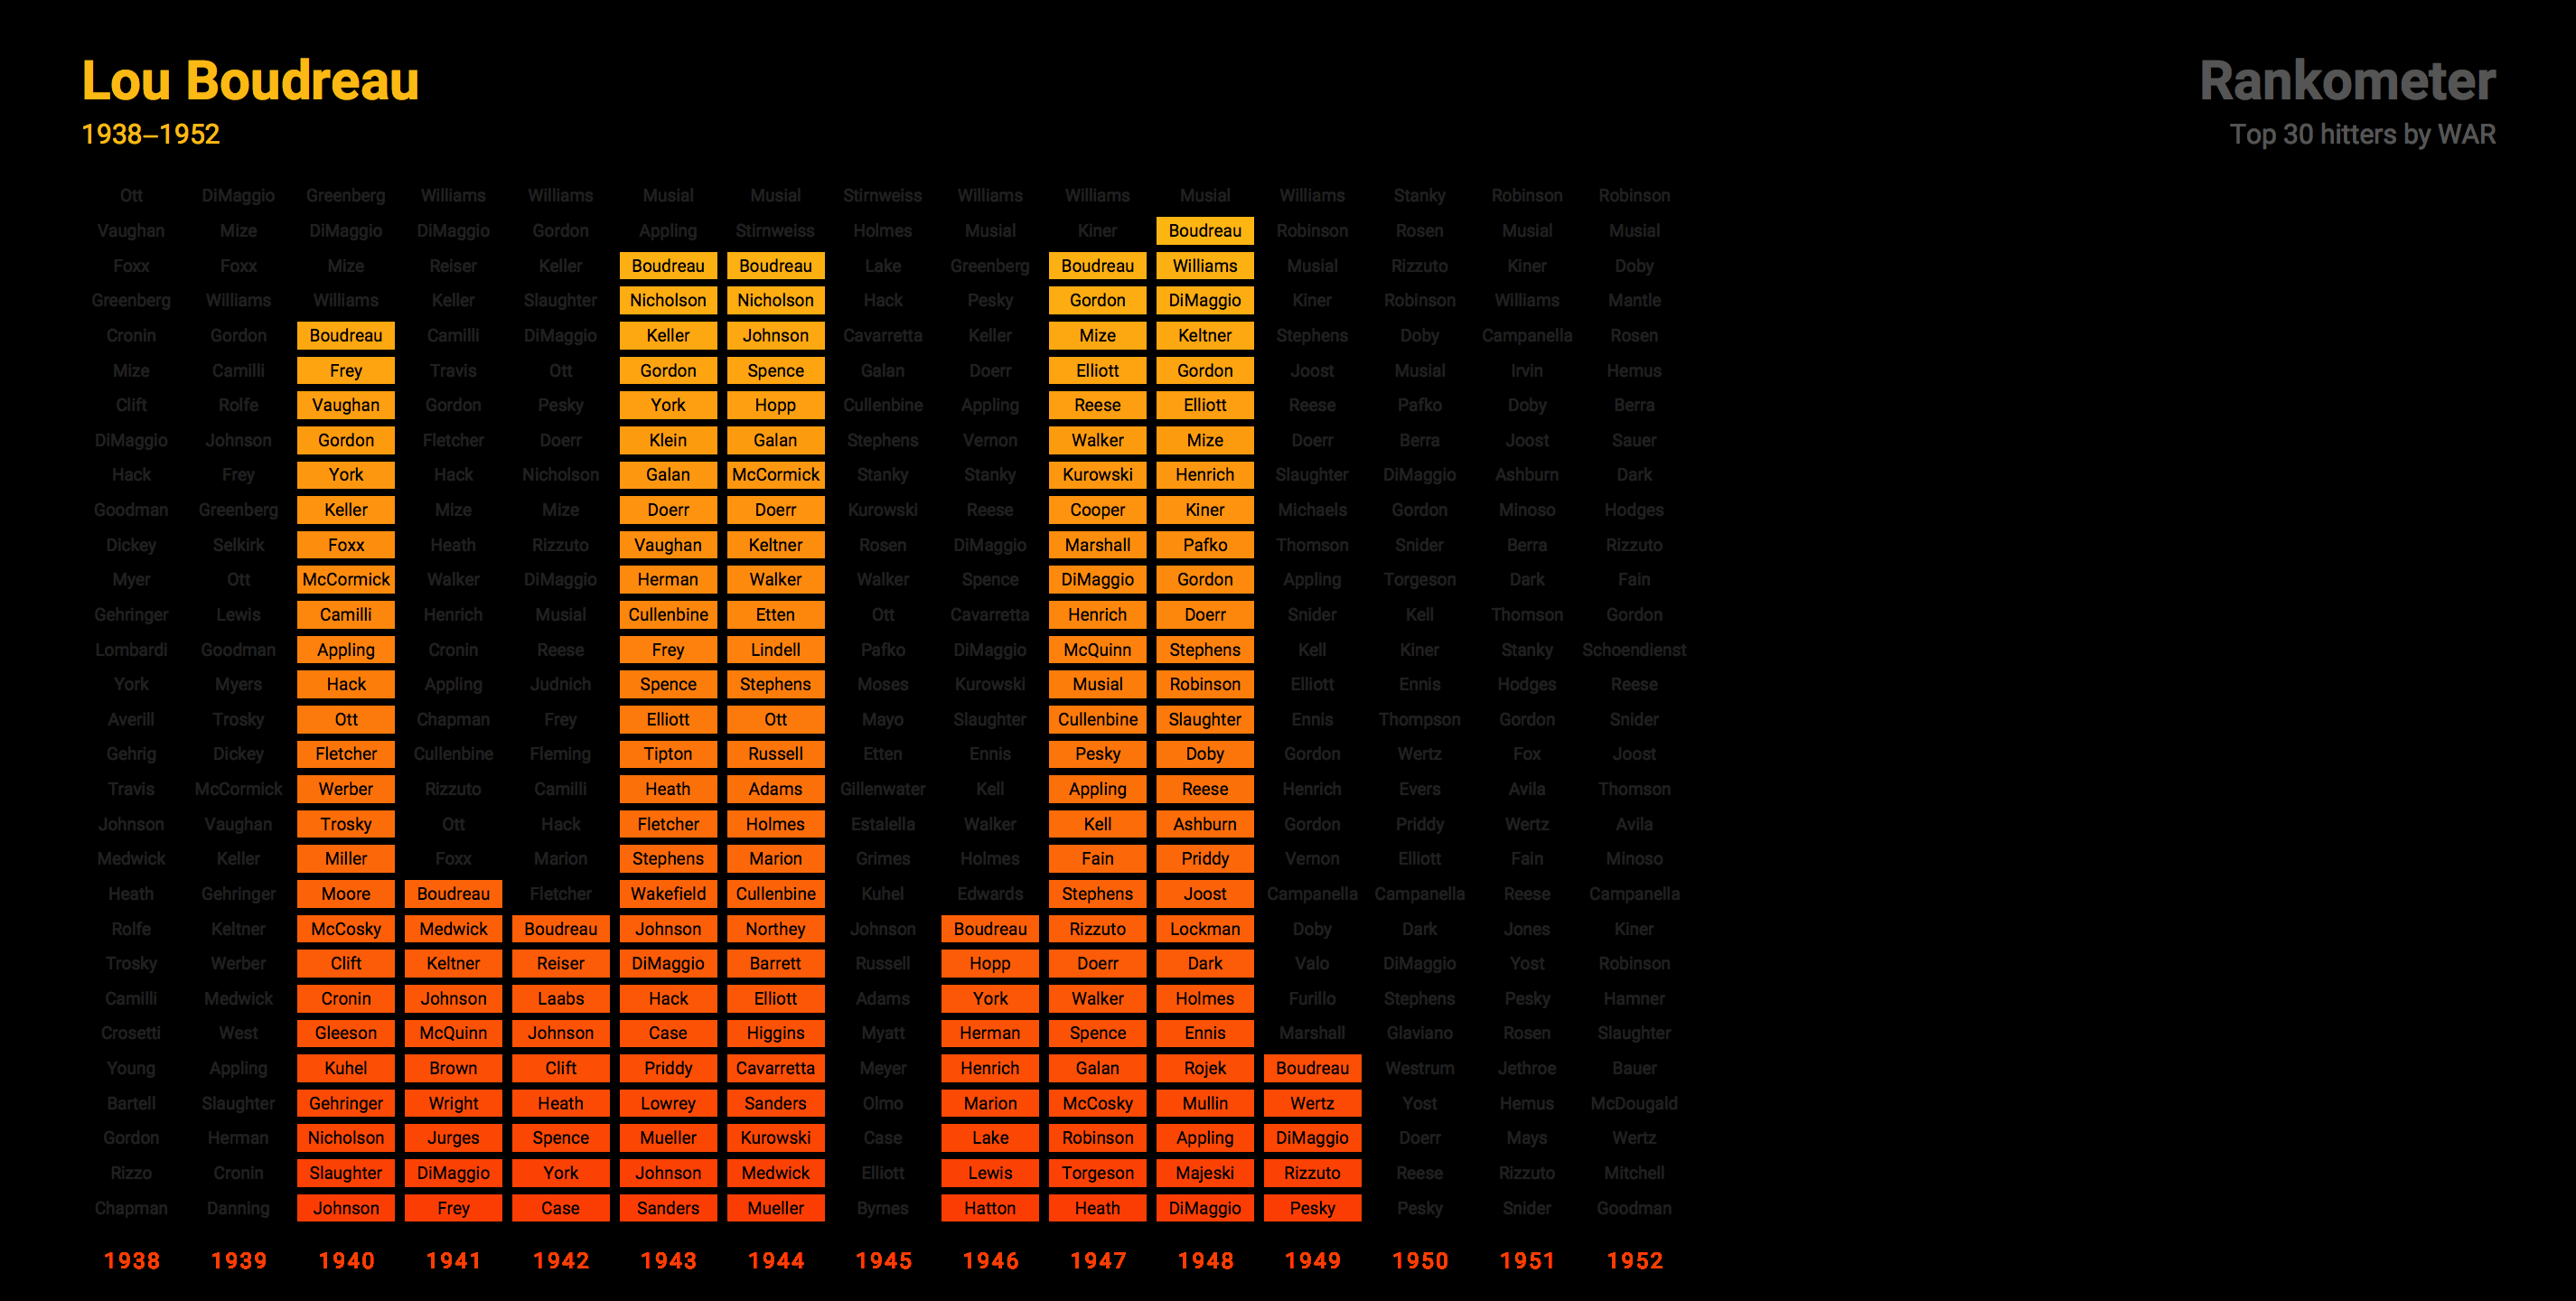 Lou Boudreau
1938–1952
Rankometer
Top 30 hitters by WAR
Ott DiMaggio Greenberg Williams Williams Musial Musial Stirnweiss Williams Williams Musial Williams Stanky Robinson Robinson
Vaughan Mize DiMaggio DiMaggio Gordon Appling Stirnweiss Holmes Musial Kiner Boudreau Robinson Rosen Musial Musial
Foxx Foxx Mize Reiser Keller Boudreau Boudreau Lake Greenberg Boudreau Williams Musial Rizzuto Kiner Doby
Greenberg Williams Williams Keller Slaughter Nicholson Nicholson Hack Pesky Gordon DiMaggio Kiner Robinson Williams Mantle
Cronin Gordon Boudreau Camilli DiMaggio Keller Johnson Cavarretta Keller Mize Keltner Stephens Doby Campanella Rosen
Mize Camilli Frey Travis Ott Gordon Spence Galan Doerr Elliott Gordon Joost Musial Irvin Hemus
Clift Rolfe Vaughan Gordon Pesky York Hopp Cullenbine Appling Reese Elliott Reese Pafko Doby Berra
DiMaggio Johnson Gordon Fletcher Doerr Klein Galan Stephens Vernon Walker Mize Doerr Berra Joost Sauer
Hack Frey York Hack Nicholson Galan McCormick Stanky Stanky Kurowski Henrich Slaughter DiMaggio Ashburn Dark
Goodman Greenberg Keller Mize Mize Doerr Doerr Kurowski Reese Cooper Kiner Michaels Gordon Minoso Hodges
Dickey Selkirk Foxx Heath Rizzuto Vaughan Keltner Rosen DiMaggio Marshall Pafko Thomson Snider Berra Rizzuto
Myer Ott McCormick Walker DiMaggio Herman Walker Walker Spence DiMaggio Gordon Appling Torgeson Dark Fain
Gehringer Lewis Camilli Henrich Musial Cullenbine Etten Ott Cavarretta Henrich Doerr Snider Kell Thomson Gordon
Lombardi Goodman Appling Cronin Reese Frey Lindell Pafko DiMaggio McQuinn Stephens Kell Kiner Stanky Schoendienst
York Myers Hack Appling Judnich Spence Stephens Moses Kurowski Musial Robinson Elliott Ennis Hodges Reese
Averill Trosky Ott Chapman Frey Elliott Ott Mayo Slaughter Cullenbine Slaughter Ennis Thompson Gordon Snider
Gehrig Dickey Fletcher Cullenbine Fleming Tipton Russell Etten Ennis Pesky Doby Gordon Wertz Fox Joost
Travis McCormick Werber Rizzuto Camilli Heath Adams Gillenwater Kell Appling Reese Henrich Evers Avila Thomson
Johnson Vaughan Trosky Ott Hack Fletcher Holmes Estalella Walker Kell Ashburn Gordon Priddy Wertz Avila
Medwick Keller Miller Foxx Marion Stephens Marion Grimes Holmes Fain Priddy Vernon Elliott Fain Minoso
Heath Gehringer Moore Boudreau Fletcher Wakefield Cullenbine Kuhel Edwards Stephens Joost Campanella Campanella Reese Campanella
Rolfe Keltner McCosky Medwick Boudreau Johnson Northey Johnson Boudreau Rizzuto Lockman Doby Dark Jones Kiner
Trosky Werber Clift Keltner Reiser DiMaggio Barrett Russell Hopp Doerr Dark Valo DiMaggio Yost Robinson
Camilli Medwick Cronin Johnson Laabs Hack Elliott Adams York Walker Holmes Furillo Stephens Pesky Hamner
Crosetti West Gleeson McQuinn Johnson Case Higgins Myatt Herman Spence Ennis Marshall Glaviano Rosen Slaughter
Young Appling Kuhel Brown Clift Priddy Cavarretta Meyer Henrich Galan Rojek Boudreau Westrum Jethroe Bauer
Bartell Slaughter Gehringer Wright Heath Lowrey Sanders Olmo Marion McCosky Mullin Wertz Yost Hemus McDougald
Gordon Herman Nicholson Jurges Spence Mueller Kurowski Case Lake Robinson Appling DiMaggio Doerr Mays Wertz
Rizzo Cronin Slaughter DiMaggio York Johnson Medwick Elliott Lewis Torgeson Majeski Rizzuto Reese Rizzuto Mitchell
Chapman Danning Johnson Frey Case Sanders Mueller Byrnes Hatton Heath DiMaggio Pesky Pesky Snider Goodman
1938 1939 1940 1941 1942 1943 1944 1945 1946 1947 1948 1949 1950 1951 1952